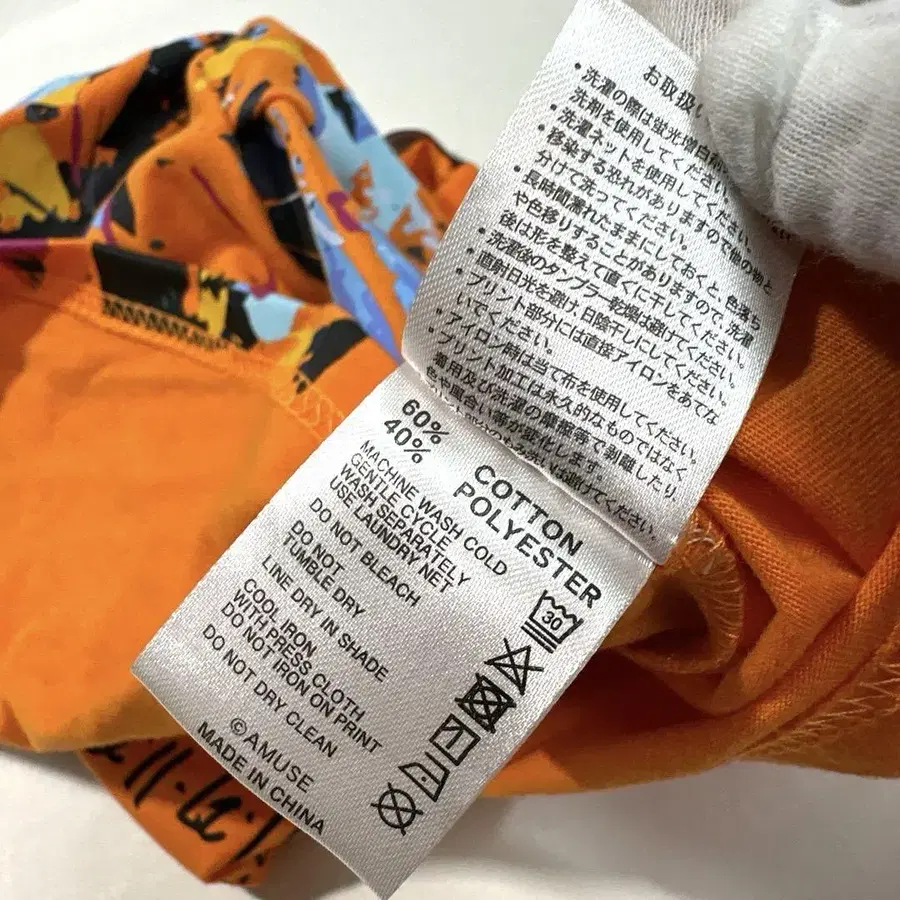 お取扱い
・洗濯の際は蛍光増白剤
洗剤を使用してください。
・洗濯ネットを使用してください。
・移染する恐れがありますので他の物と
分けて洗ってください。
・長時間濡れたままにしておくと、色落ち
や色移りすることがありますので、洗濯
後は形を整えて直ぐに干してください。
・洗濯後のタンブラー乾燥は避けてください。
直射日光を避け、日陰干しにしてください。
・プリント部分には直接アイロンをあてな
いでください。
・アイロン時は当て布を使用してください。
プリント加工は永久的なものではなく
着用及び洗濯の摩擦等で剥離したり、
色や風合い等が変化します。
避けてください。
60% COTTON
40% POLYESTER
MACHINE WASH COLD
GENTLE CYCLE
WASH SEPARATELY
USE LAUNDRY NET
DO NOT BLEACH
DO NOT
TUMBLE DRY
LINE DRY IN SHADE
COOL IRON
WITH PRESS CLOTH
DO NOT IRON ON PRINT
DO NOT DRY CLEAN
30
©AMUSE
MADE IN CHINA